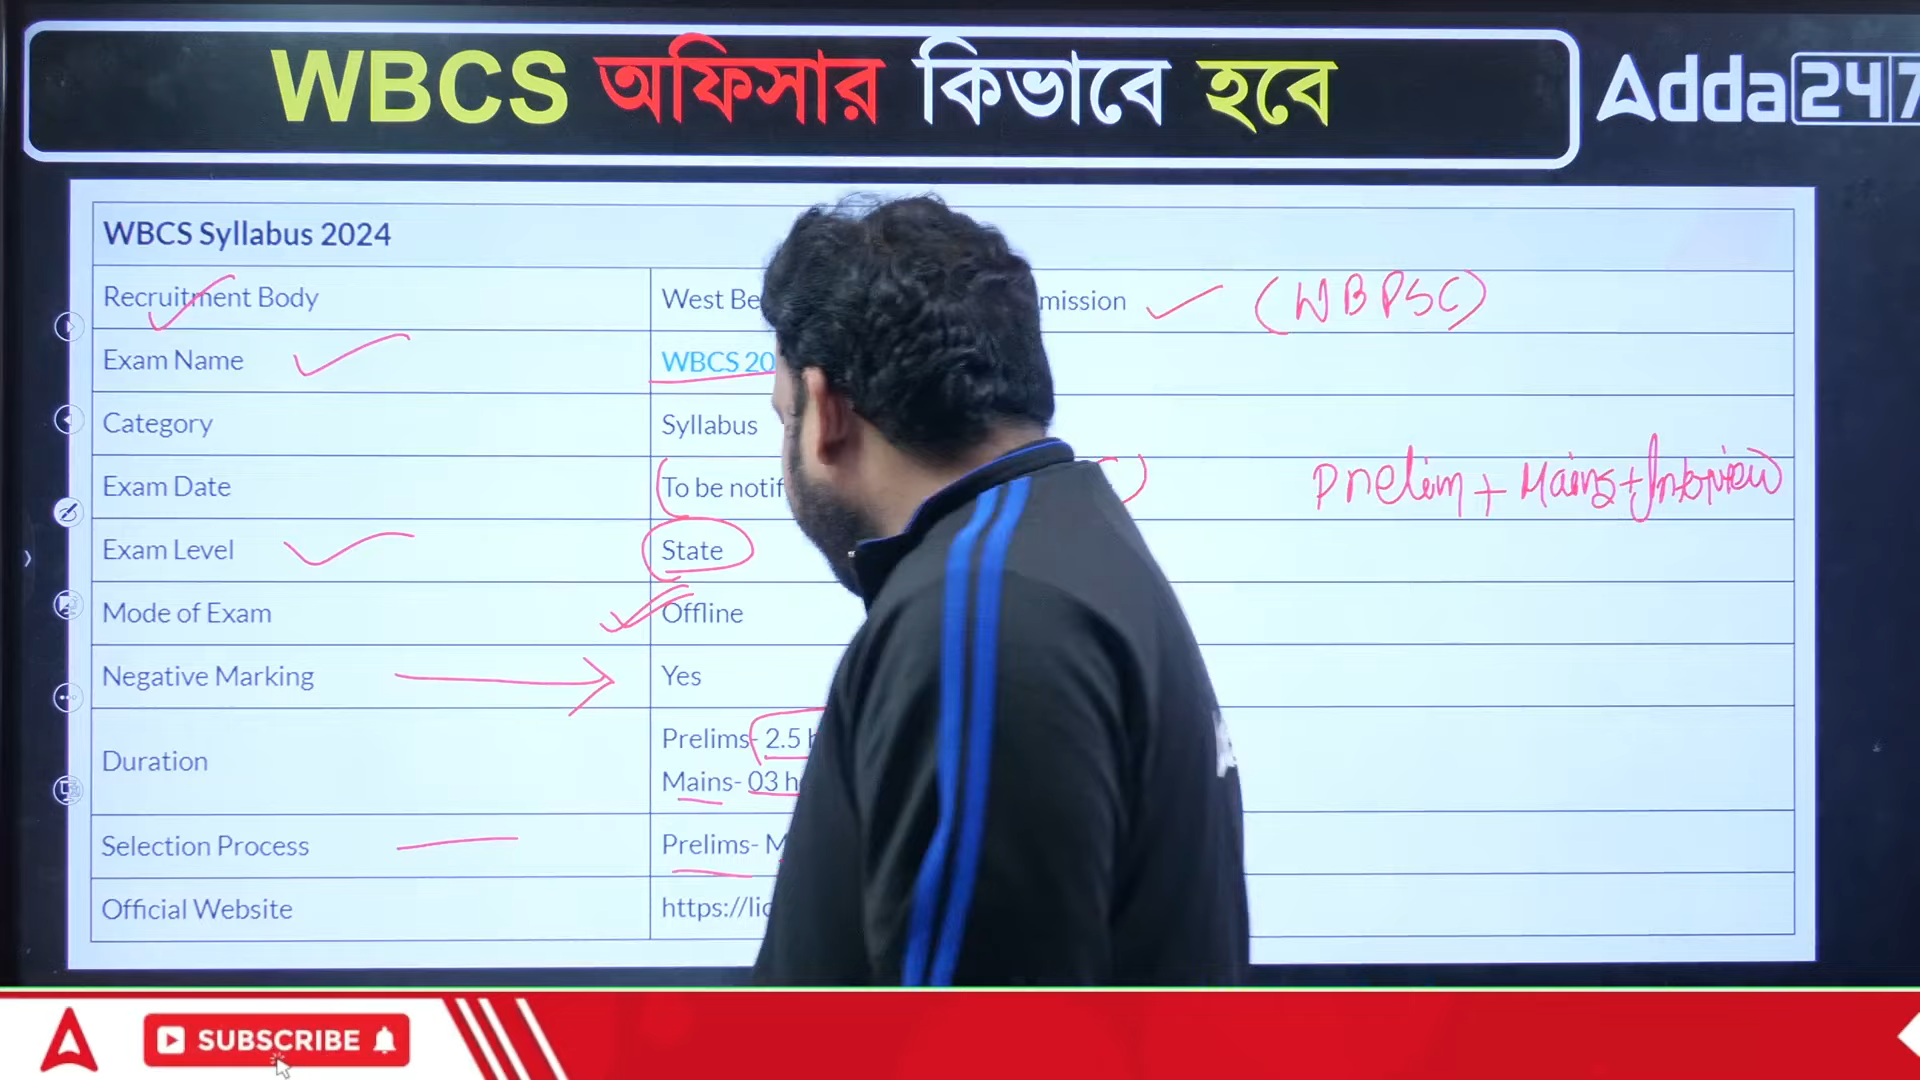 WBCS অফিসার কিভাবে হবে
Adda247
WBCS Syllabus 2024
Recruitment Body West Be mission (WBPSC)
Exam Name WBCS 20
Category Syllabus
Exam Date To be notif Prelim + Mains + Interview
Exam Level State
Mode of Exam Offline
Negative Marking Yes
Duration Prelims- 2.5 h
Mains- 03 h
Selection Process Prelims- M
Official Website https://lic
SUBSCRIBE